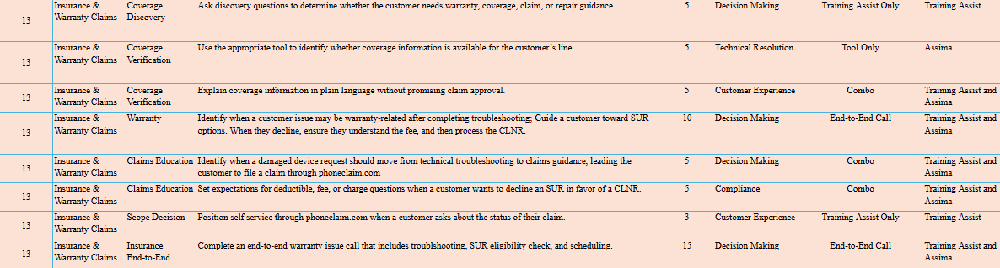 13 Insurance & Warranty Claims Coverage Discovery Ask discovery questions to determine whether the customer needs warranty, coverage, claim, or repair guidance. 5 Decision Making Training Assist Only Training Assist
13 Insurance & Warranty Claims Coverage Verification Use the appropriate tool to identify whether coverage information is available for the customer’s line. 5 Technical Resolution Tool Only Assima
13 Insurance & Warranty Claims Coverage Verification Explain coverage information in plain language without promising claim approval. 5 Customer Experience Combo Training Assist and Assima
13 Insurance & Warranty Claims Warranty Identify when a customer issue may be warranty-related after completing troubleshooting; Guide a customer toward SUR options. When they decline, ensure they understand the fee, and then process the CLNR. 10 Decision Making End-to-End Call Training Assist and Assima
13 Insurance & Warranty Claims Claims Education Identify when a damaged device request should move from technical troubleshooting to claims guidance, leading the customer to file a claim through phoneclaim.com 5 Decision Making Combo Training Assist and Assima
13 Insurance & Warranty Claims Claims Education Set expectations for deductible, fee, or charge questions when a customer wants to decline an SUR in favor of a CLNR. 5 Compliance Combo Training Assist and Assima
13 Insurance & Warranty Claims Scope Decision Position self service through phoneclaim.com when a customer asks about the status of their claim. 3 Customer Experience Training Assist Only Training Assist
13 Insurance & Warranty Claims Insurance End-to-End Complete an end-to-end warranty issue call that includes troublshooting, SUR eligibility check, and scheduling. 15 Decision Making End-to-End Call Training Assist and Assima